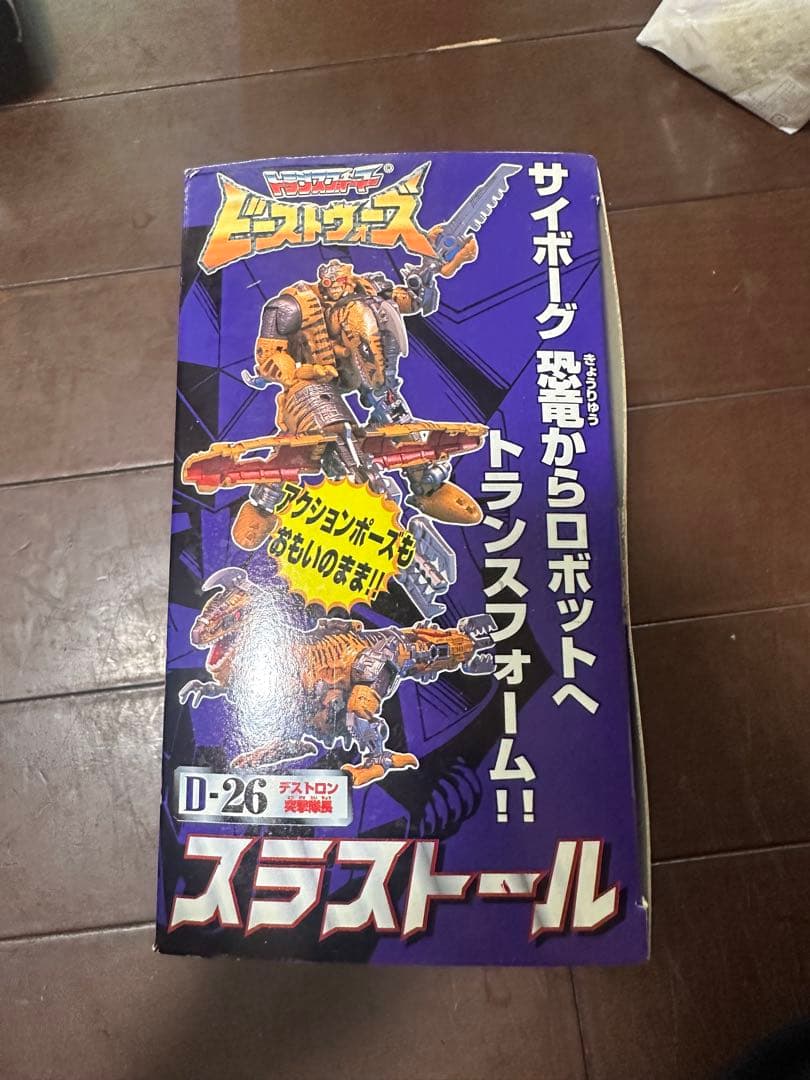 トランスフォーマー
ビーストウォーズ
サイボーグ恐竜からロボットへ
きょうりゅう
トランスフォーム!!
アクションポーズも
おもいのまま!!
D-26
デストロン
突撃隊長
スラストール